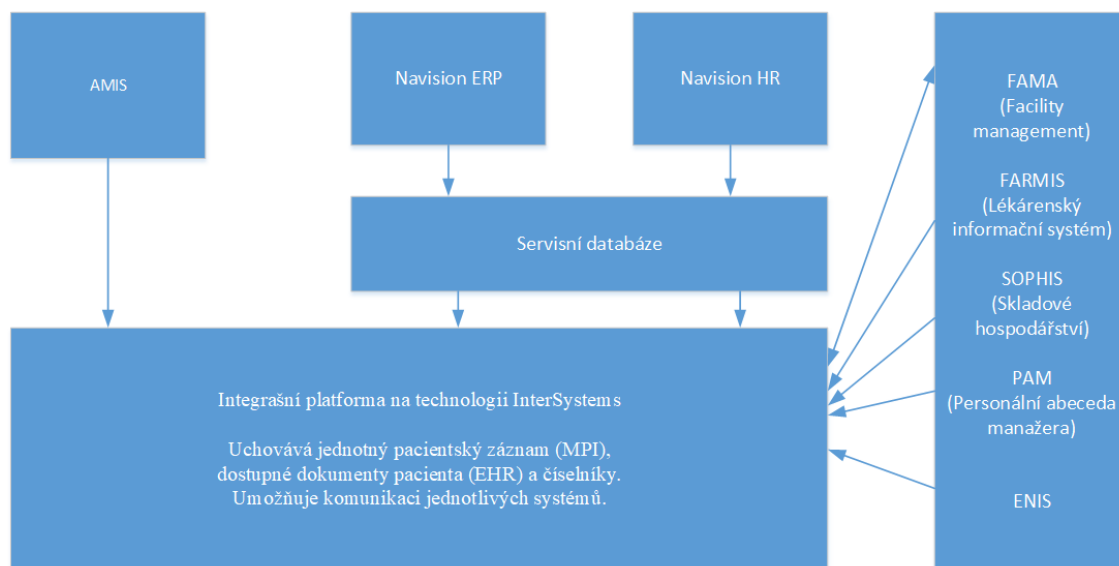 AMIS
Navision ERP
Navision HR
Servisní databáze
Integrašní platforma na technologii InterSystems
Uchovává jednotný pacientský záznam (MPI),
dostupné dokumenty pacienta (EHR) a číselníky.
Umožňuje komunikaci jednotlivých systémů.
FAMA
(Facility
management)
FARMIS
(Lékárenský
informační systém)
SOPHIS
(Skladové
hospodářství)
PAM
(Personální abeceda
manažera)
ENIS